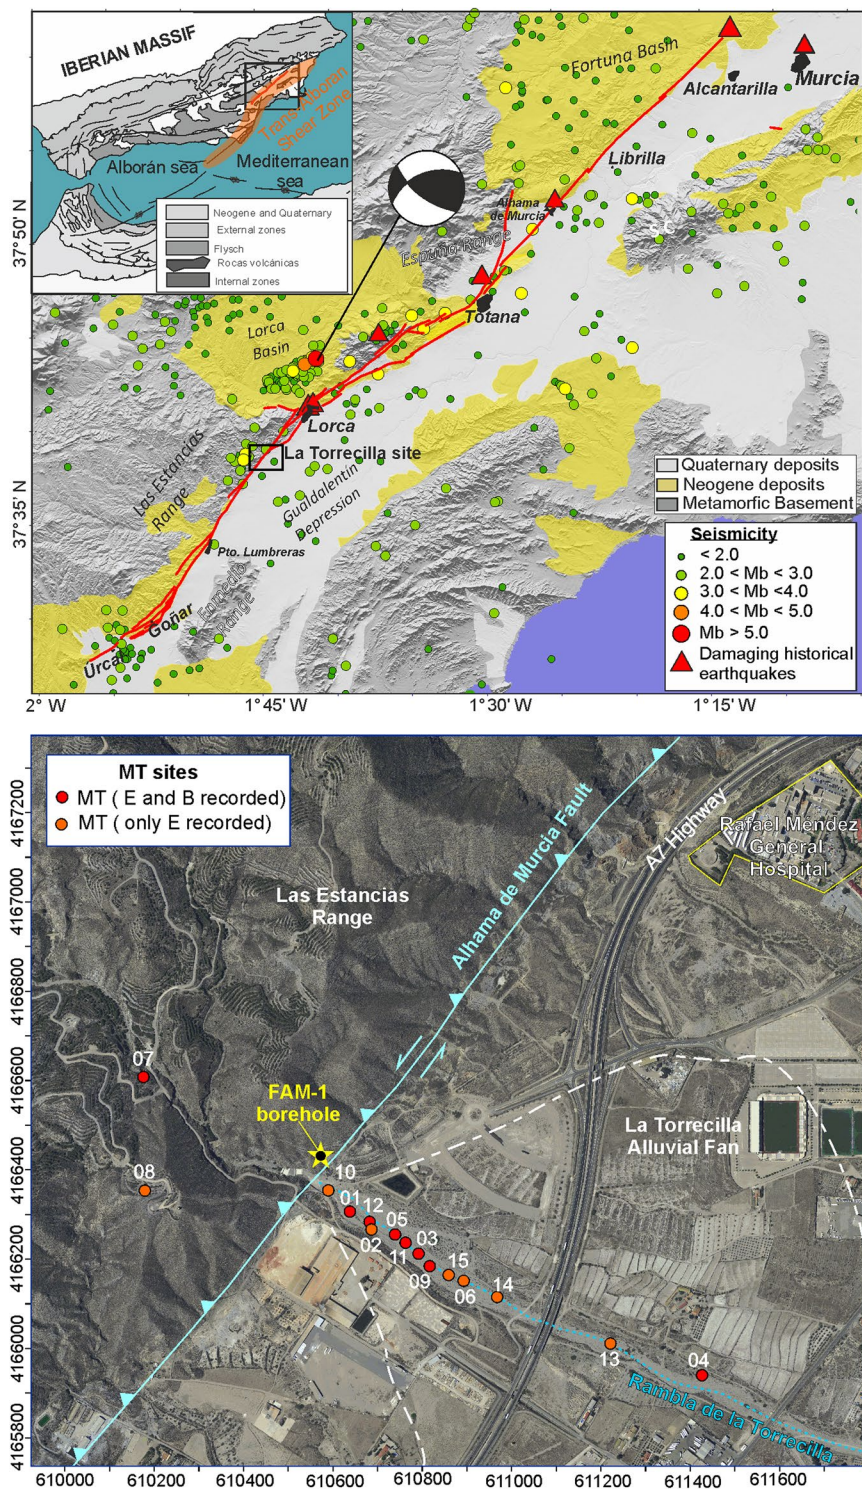 IBERIAN MASSIF
Trans-Alboran
Shear Zone
Alborán sea
Mediterranean
sea
Neogene and Quaternary
External zones
Flysch
Rocas volcánicas
Internal zones
Fortuna Basin
Alcantarilla
Murcia
Librilla
Alhama
de Murcia
Espuña Range
S.C.
Totana
Lorca
Basin
Lorca
La Torrecilla site
Las Estancias
Range
Gualdalentín
Depression
Pto. Lumbreras
Range
Goñar
Úrcal
37°50' N
37°35' N
2° W
1°45' W
1°30' W
1°15' W
Quaternary deposits
Neogene deposits
Metamorfic Basement
Seismicity
< 2.0
2.0 < Mb < 3.0
3.0 < Mb <4.0
4.0 < Mb < 5.0
Mb > 5.0
Damaging historical
earthquakes
MT sites
MT ( E and B recorded)
MT ( only E recorded)
Las Estancias
Range
Alhama de Murcia Fault
A7 Highway
Rafael Méndez
General
Hospital
FAM-1
borehole
La Torrecilla
Alluvial Fan
07
08
10
01
12
02
05
11
03
09
15
06
14
13
04
Rambla de la Torrecilla
4167200
4167000
4166800
4166600
4166400
4166200
4166000
4165800
610000
610200
610400
610600
610800
611000
611200
611400
611600